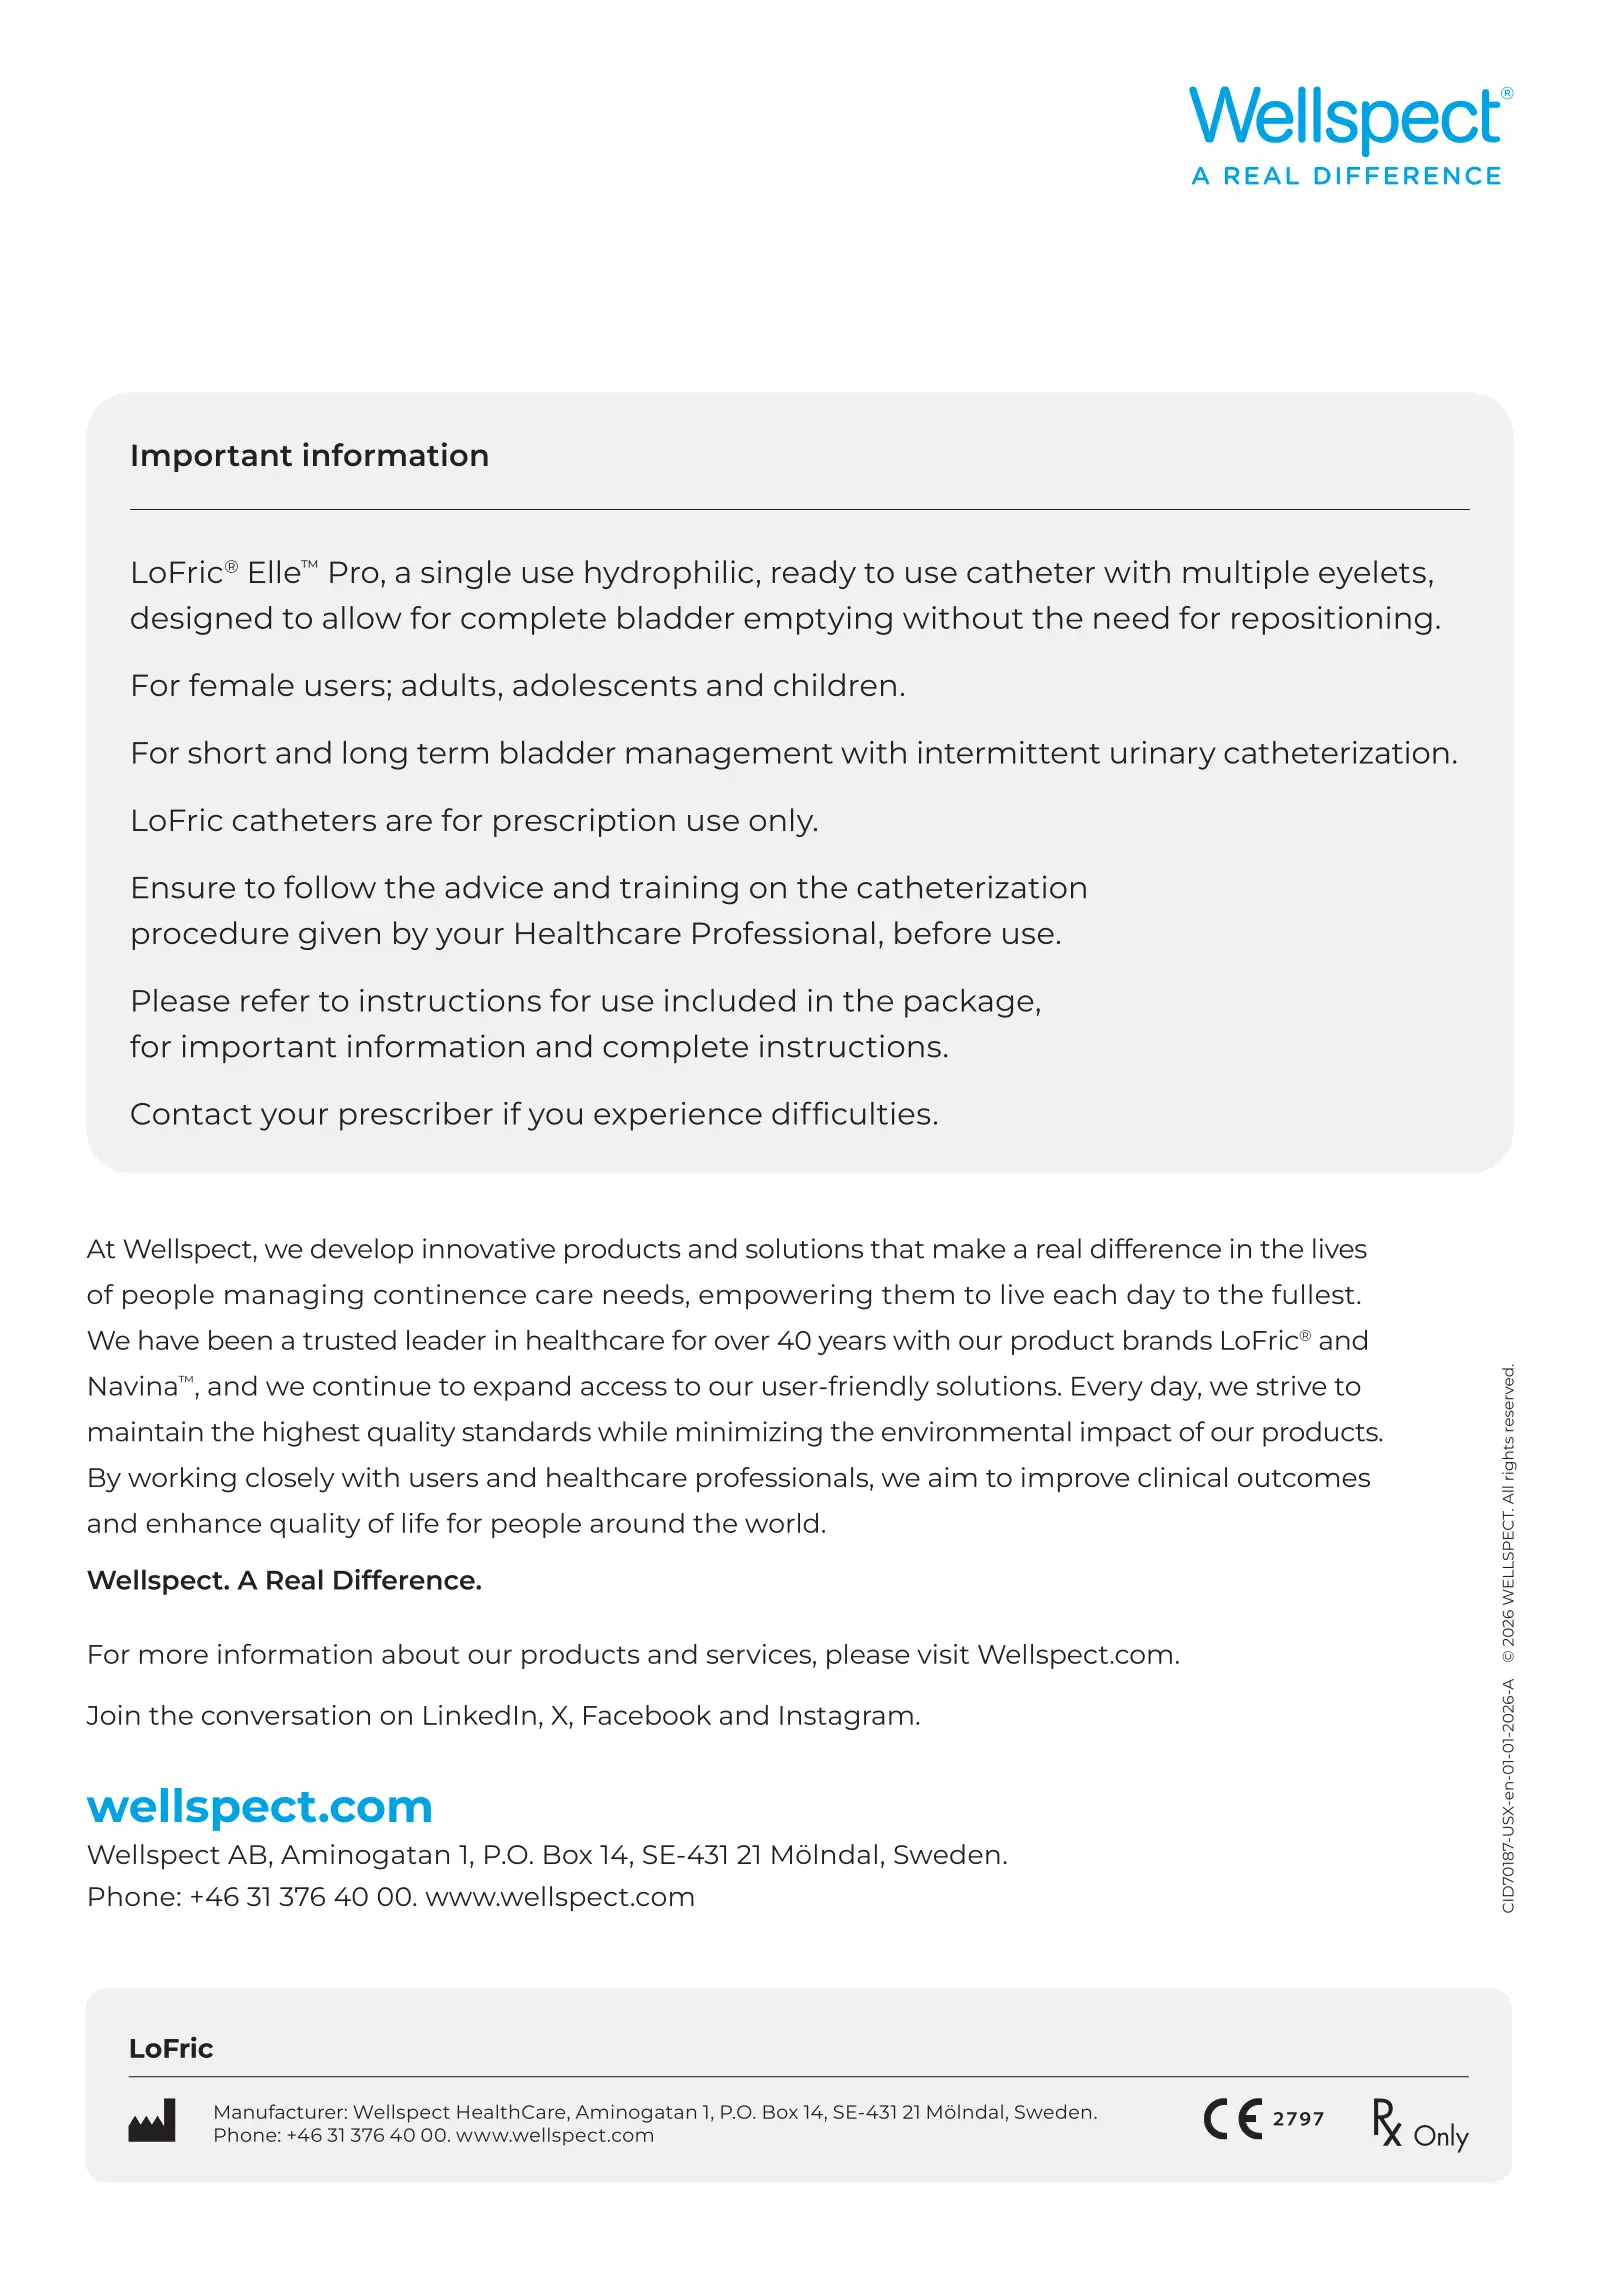 Wellspect®
A REAL DIFFERENCE
Important information
LoFric® Elle™ Pro, a single use hydrophilic, ready to use catheter with multiple eyelets,
designed to allow for complete bladder emptying without the need for repositioning.
For female users; adults, adolescents and children.
For short and long term bladder management with intermittent urinary catheterization.
LoFric catheters are for prescription use only.
Ensure to follow the advice and training on the catheterization
procedure given by your Healthcare Professional, before use.
Please refer to instructions for use included in the package,
for important information and complete instructions.
Contact your prescriber if you experience difficulties.
At Wellspect, we develop innovative products and solutions that make a real difference in the lives
of people managing continence care needs, empowering them to live each day to the fullest.
We have been a trusted leader in healthcare for over 40 years with our product brands LoFric® and
Navina™, and we continue to expand access to our user-friendly solutions. Every day, we strive to
maintain the highest quality standards while minimizing the environmental impact of our products.
By working closely with users and healthcare professionals, we aim to improve clinical outcomes
and enhance quality of life for people around the world.
Wellspect. A Real Difference.
For more information about our products and services, please visit Wellspect.com.
Join the conversation on LinkedIn, X, Facebook and Instagram.
wellspect.com
Wellspect AB, Aminogatan 1, P.O. Box 14, SE-431 21 Mölndal, Sweden.
Phone: +46 31 376 40 00. www.wellspect.com
CID70187-USX-en-01-01-2026-A © 2026 WELLSPECT. All rights reserved.
LoFric
Manufacturer: Wellspect HealthCare, Aminogatan 1, P.O. Box 14, SE-431 21 Mölndal, Sweden.
Phone: +46 31 376 40 00. www.wellspect.com
CE 2797
Rx Only